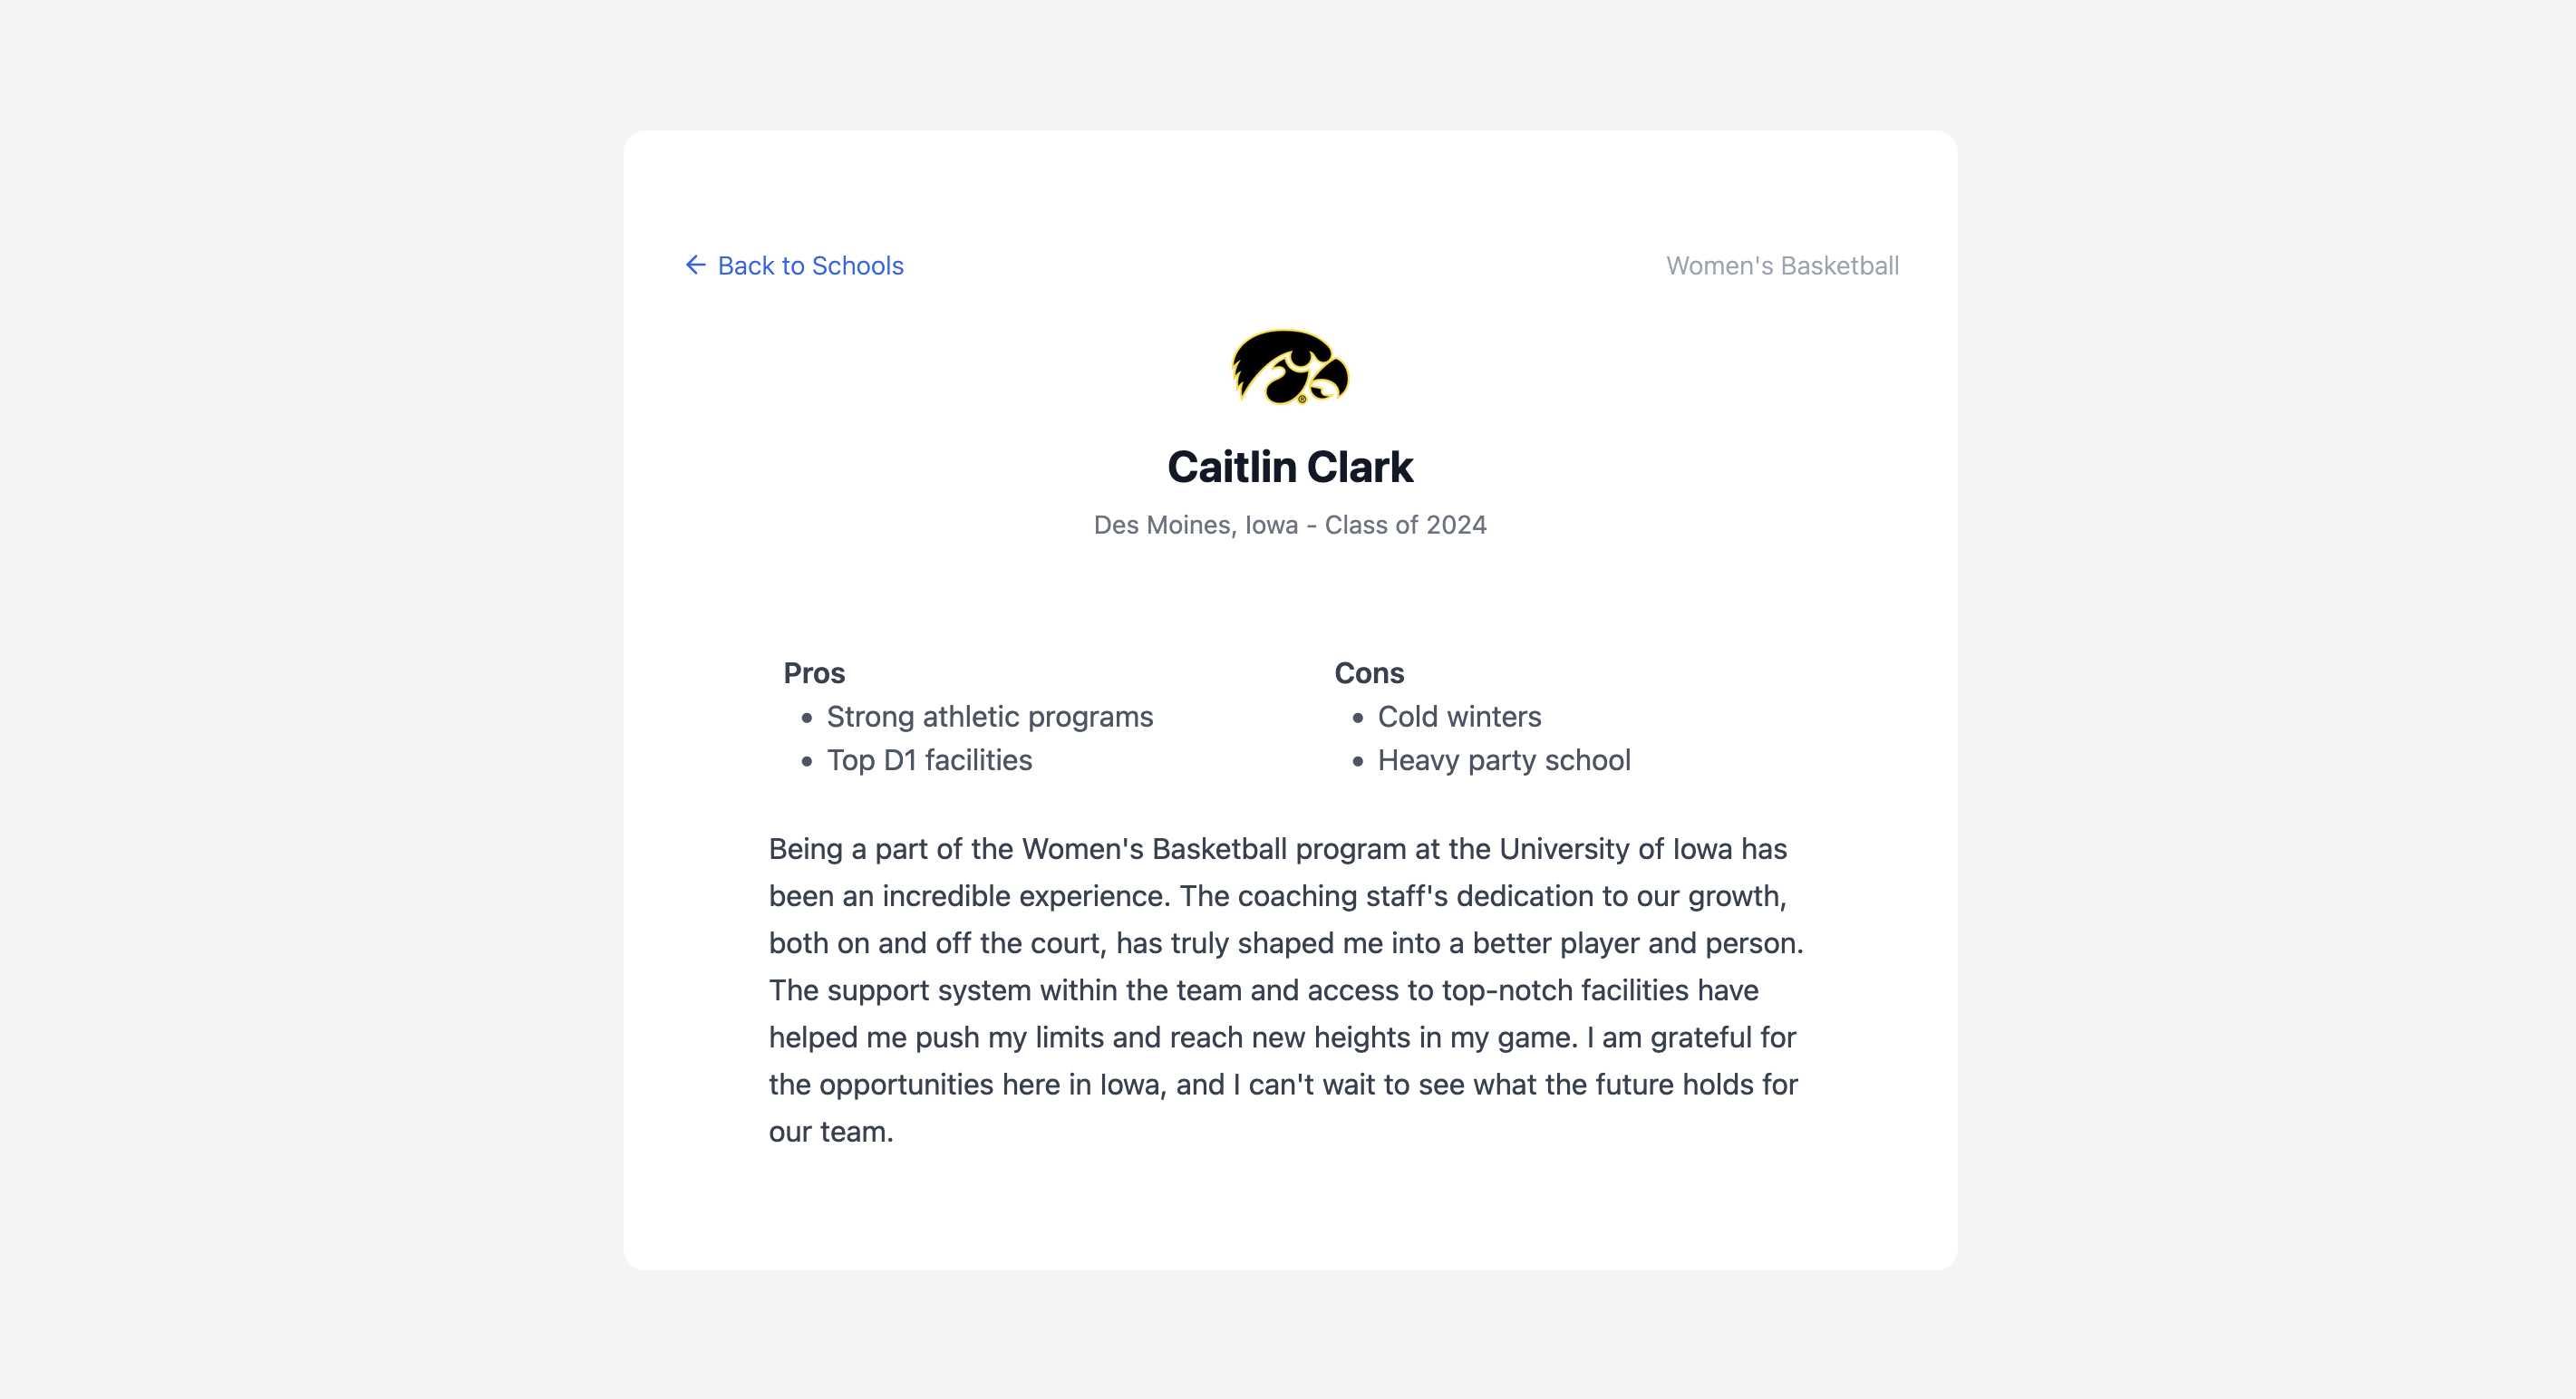 ← Back to Schools
Women's Basketball
®
Caitlin Clark
Des Moines, Iowa - Class of 2024
Pros
• Strong athletic programs
• Top D1 facilities
Cons
• Cold winters
• Heavy party school
Being a part of the Women's Basketball program at the University of Iowa has
been an incredible experience. The coaching staff's dedication to our growth,
both on and off the court, has truly shaped me into a better player and person.
The support system within the team and access to top-notch facilities have
helped me push my limits and reach new heights in my game. I am grateful for
the opportunities here in Iowa, and I can't wait to see what the future holds for
our team.